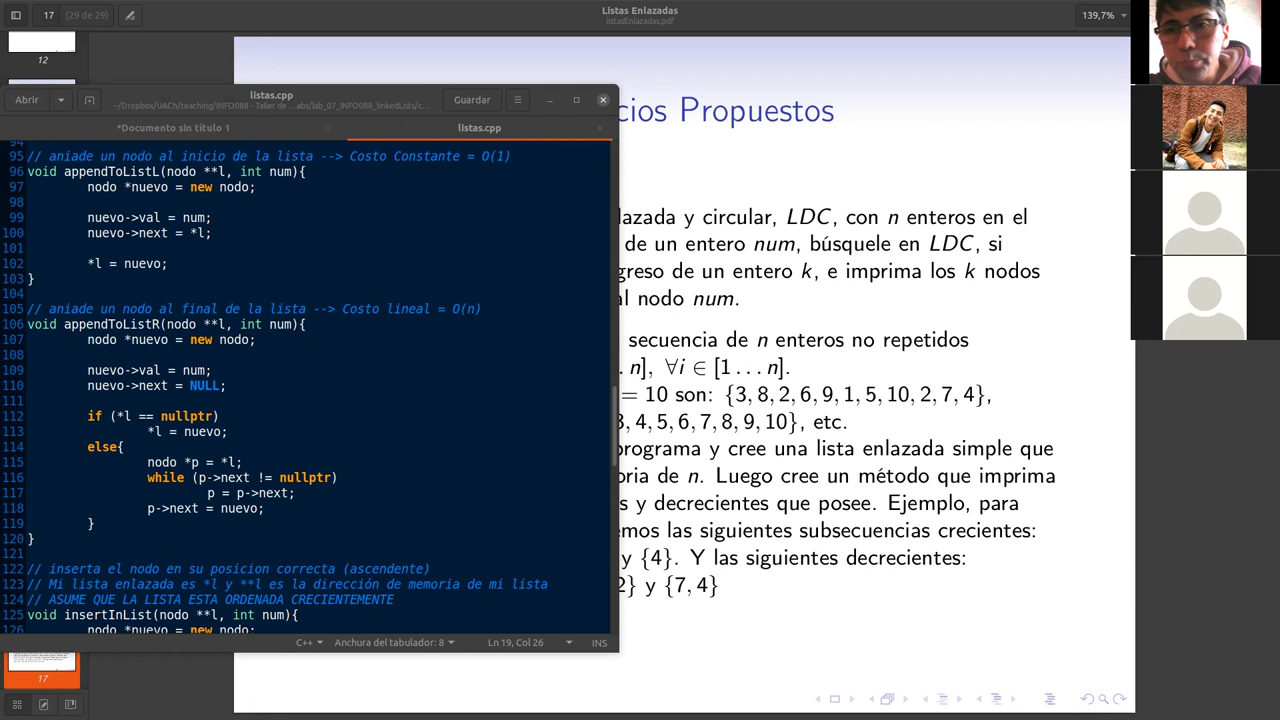 17 (29 de 29)
Listas Enlazadas
listasEnlazadas.pdf
139,7%
12
Abrir
listas.cpp
~/Dropbox/UACh/teaching/INFO088 - Taller de ...abs/lab_07_INFO088_linkedLists/c...
Guardar
*Documento sin título 1
listas.cpp
94
95 // aniade un nodo al inicio de la lista --> Costo Constante = O(1)
96 void appendToListL(nodo **l, int num){
97 nodo *nuevo = new nodo;
98
99 nuevo->val = num;
100 nuevo->next = *l;
101
102 *l = nuevo;
103 }
104
105 // aniade un nodo al final de la lista --> Costo lineal = O(n)
106 void appendToListR(nodo **l, int num){
107 nodo *nuevo = new nodo;
108
109 nuevo->val = num;
110 nuevo->next = NULL;
111
112 if (*l == nullptr)
113 *l = nuevo;
114 else{
115 nodo *p = *l;
116 while (p->next != nullptr)
117 p = p->next;
118 p->next = nuevo;
119 }
120 }
121
122 // inserta el nodo en su posicion correcta (ascendente)
123 // Mi lista enlazada es *l y **l es la dirección de memoria de mi lista
124 // ASUME QUE LA LISTA ESTA ORDENADA CRECIENTEMENTE
125 void insertInList(nodo **l, int num){
126 nodo *nuevo = new nodo;
C++ Anchura del tabulador: 8 Ln 19, Col 26 INS
cios Propuestos
lazada y circular, LDC, con n enteros en el
de un entero num, búsquele en LDC, si
greso de un entero k, e imprima los k nodos
al nodo num.
secuencia de n enteros no repetidos
. n], ∀i ∈ [1 . . . n].
= 10 son: {3, 8, 2, 6, 9, 1, 5, 10, 2, 7, 4},
3, 4, 5, 6, 7, 8, 9, 10}, etc.
programa y cree una lista enlazada simple que
oria de n. Luego cree un método que imprima
s y decrecientes que posee. Ejemplo, para
emos las siguientes subsecuencias crecientes:
y {4}. Y las siguientes decrecientes:
2} y {7, 4}
17